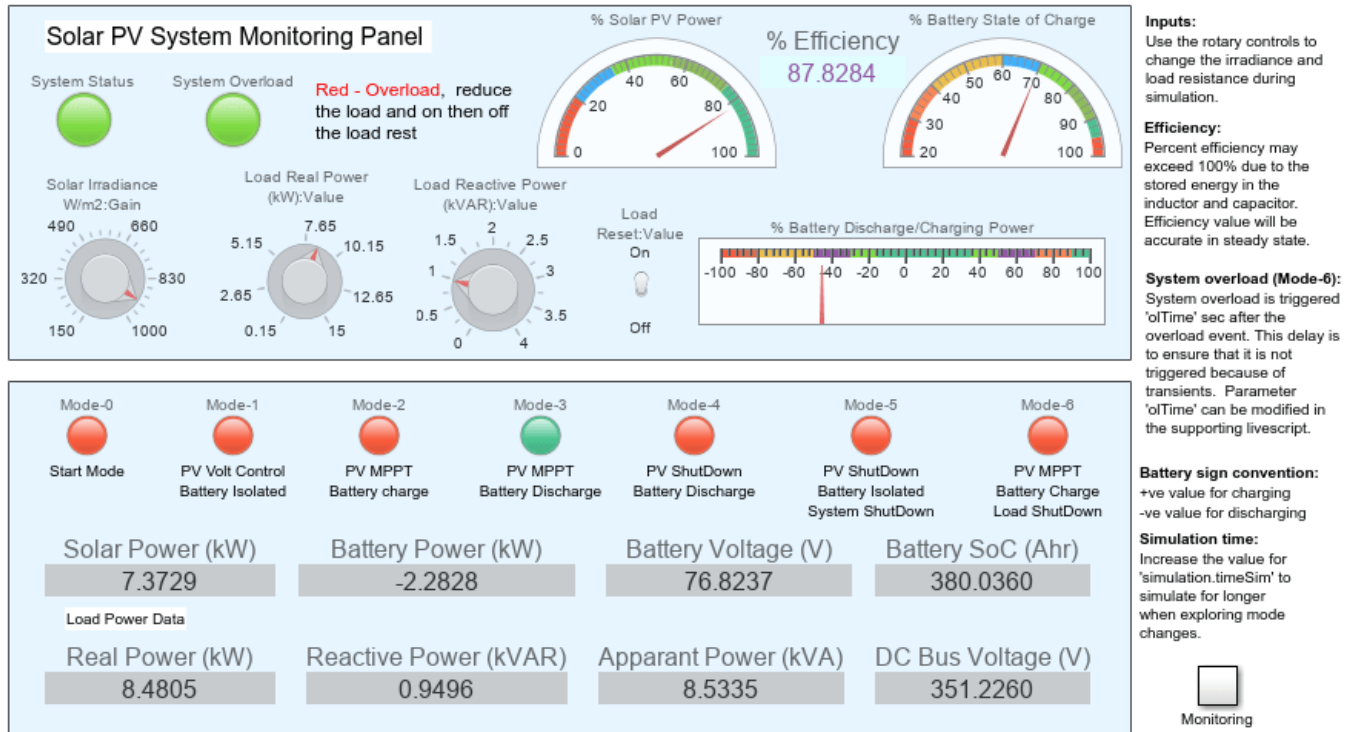 Solar PV System Monitoring Panel
System Status
System Overload
Red - Overload, reduce
the load and on then off
the load rest
% Solar PV Power
0
20
40
60
80
100
% Efficiency
87.8284
% Battery State of Charge
20
30
40
50
60
70
80
90
100
Solar Irradiance
W/m2:Gain
150
320
490
660
830
1000
Load Real Power
(kW):Value
0.15
2.65
5.15
7.65
10.15
12.65
15
Load Reactive Power
(kVAR):Value
0
0.5
1
1.5
2
2.5
3
3.5
4
Load
Reset:Value
On
Off
% Battery Discharge/Charging Power
-100 -80 -60 -40 -20 0 20 40 60 80 100
Mode-0
Start Mode
Mode-1
PV Volt Control
Battery Isolated
Mode-2
PV MPPT
Battery charge
Mode-3
PV MPPT
Battery Discharge
Mode-4
PV ShutDown
Battery Discharge
Mode-5
PV ShutDown
Battery Isolated
System ShutDown
Mode-6
PV MPPT
Battery Charge
Load ShutDown
Solar Power (kW)
7.3729
Battery Power (kW)
-2.2828
Battery Voltage (V)
76.8237
Battery SoC (Ahr)
380.0360
Load Power Data
Real Power (kW)
8.4805
Reactive Power (kVAR)
0.9496
Apparant Power (kVA)
8.5335
DC Bus Voltage (V)
351.2260
Inputs:
Use the rotary controls to
change the irradiance and
load resistance during
simulation.
Efficiency:
Percent efficiency may
exceed 100% due to the
stored energy in the
inductor and capacitor.
Efficiency value will be
accurate in steady state.
System overload (Mode-6):
System overload is triggered
'olTime' sec after the
overload event. This delay is
to ensure that it is not
triggered because of
transients. Parameter
'olTime' can be modified in
the supporting livescript.
Battery sign convention:
+ve value for charging
-ve value for discharging
Simulation time:
Increase the value for
'simulation.timeSim' to
simulate for longer
when exploring mode
changes.
Monitoring